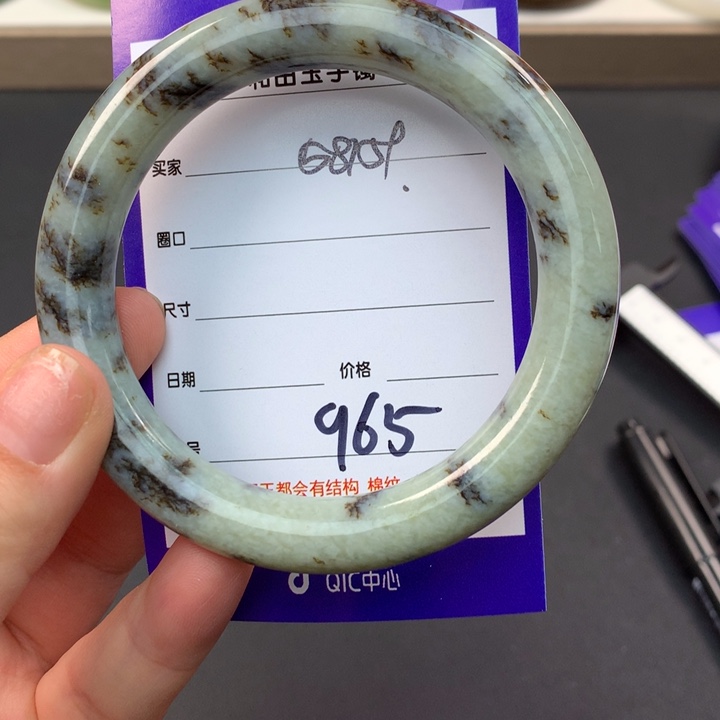 和田玉手镯
买家
圈口
尺寸
日期 价格
965
号
都会有结构 棉纹
QIC中心